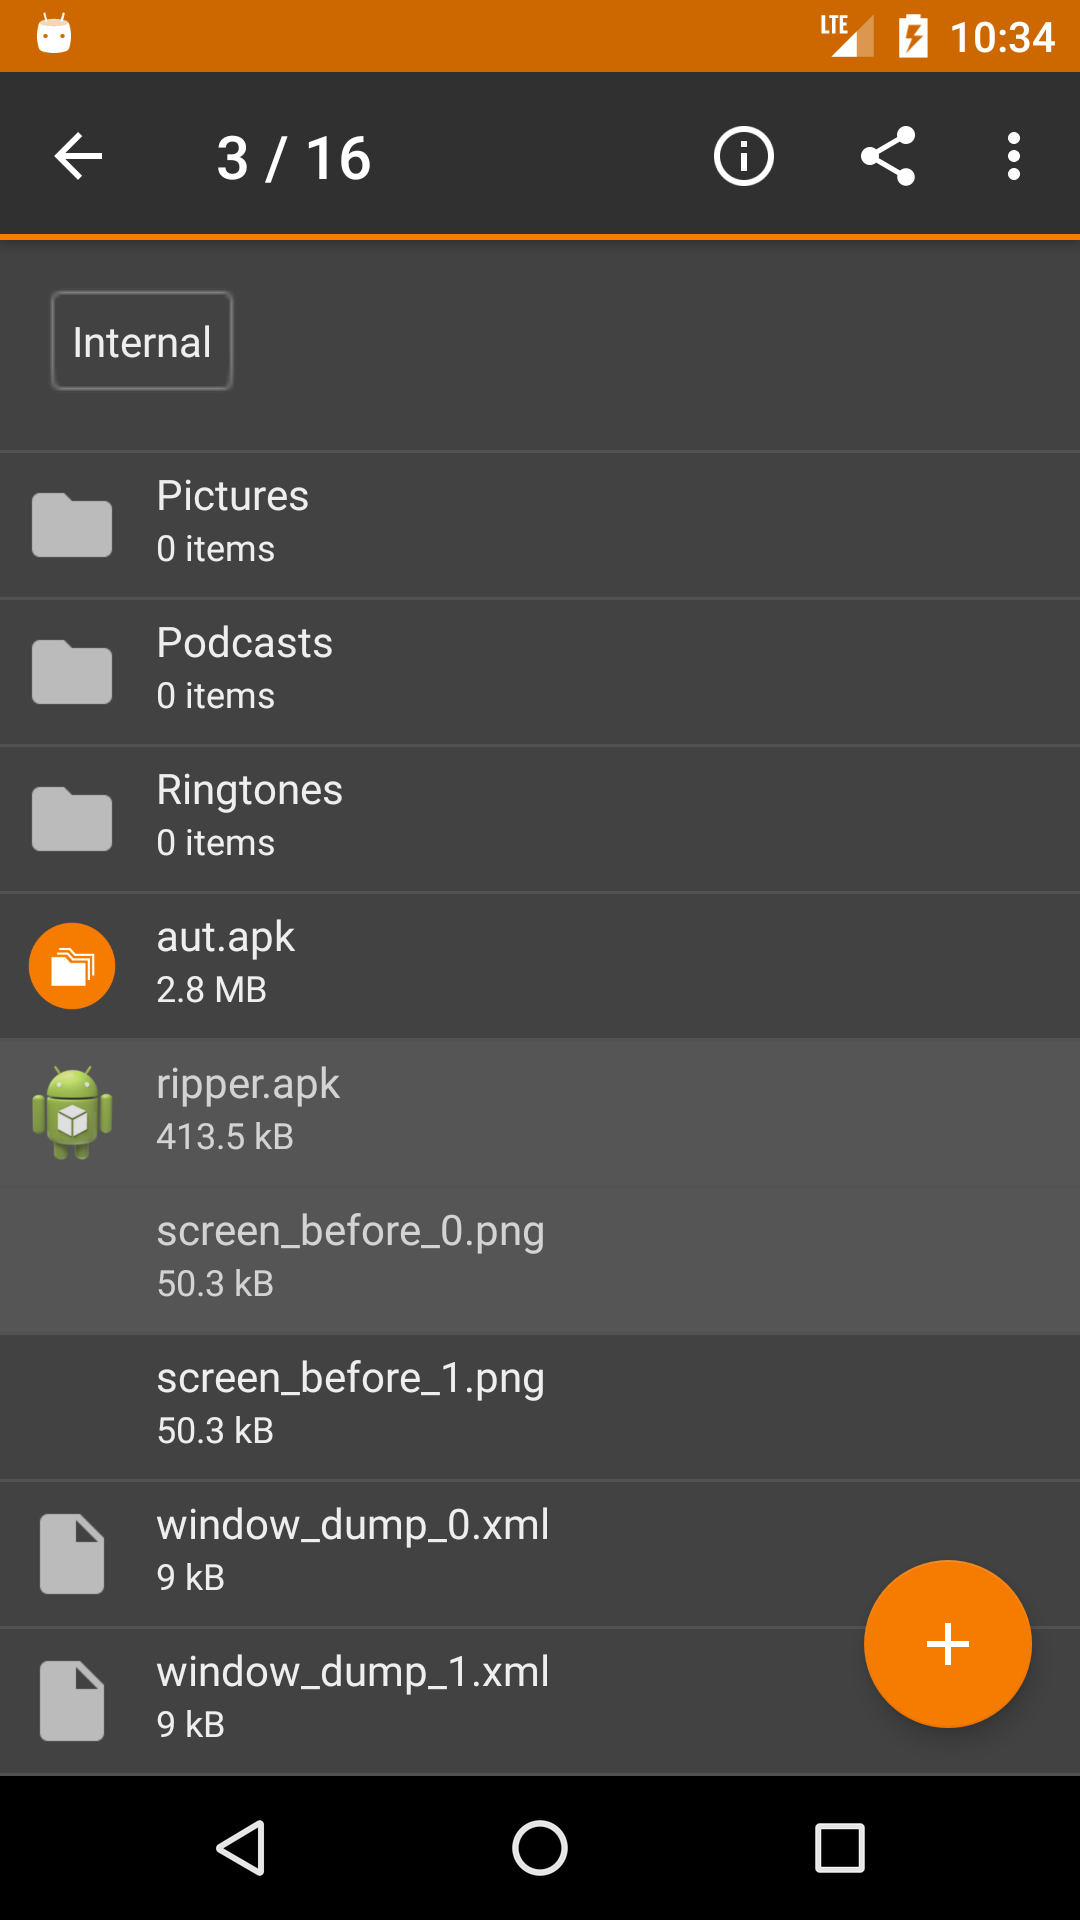 LTE 10:34
3 / 16
Internal
Pictures
0 items
Podcasts
0 items
Ringtones
0 items
aut.apk
2.8 MB
ripper.apk
413.5 kB
screen_before_0.png
50.3 kB
screen_before_1.png
50.3 kB
window_dump_0.xml
9 kB
window_dump_1.xml
9 kB